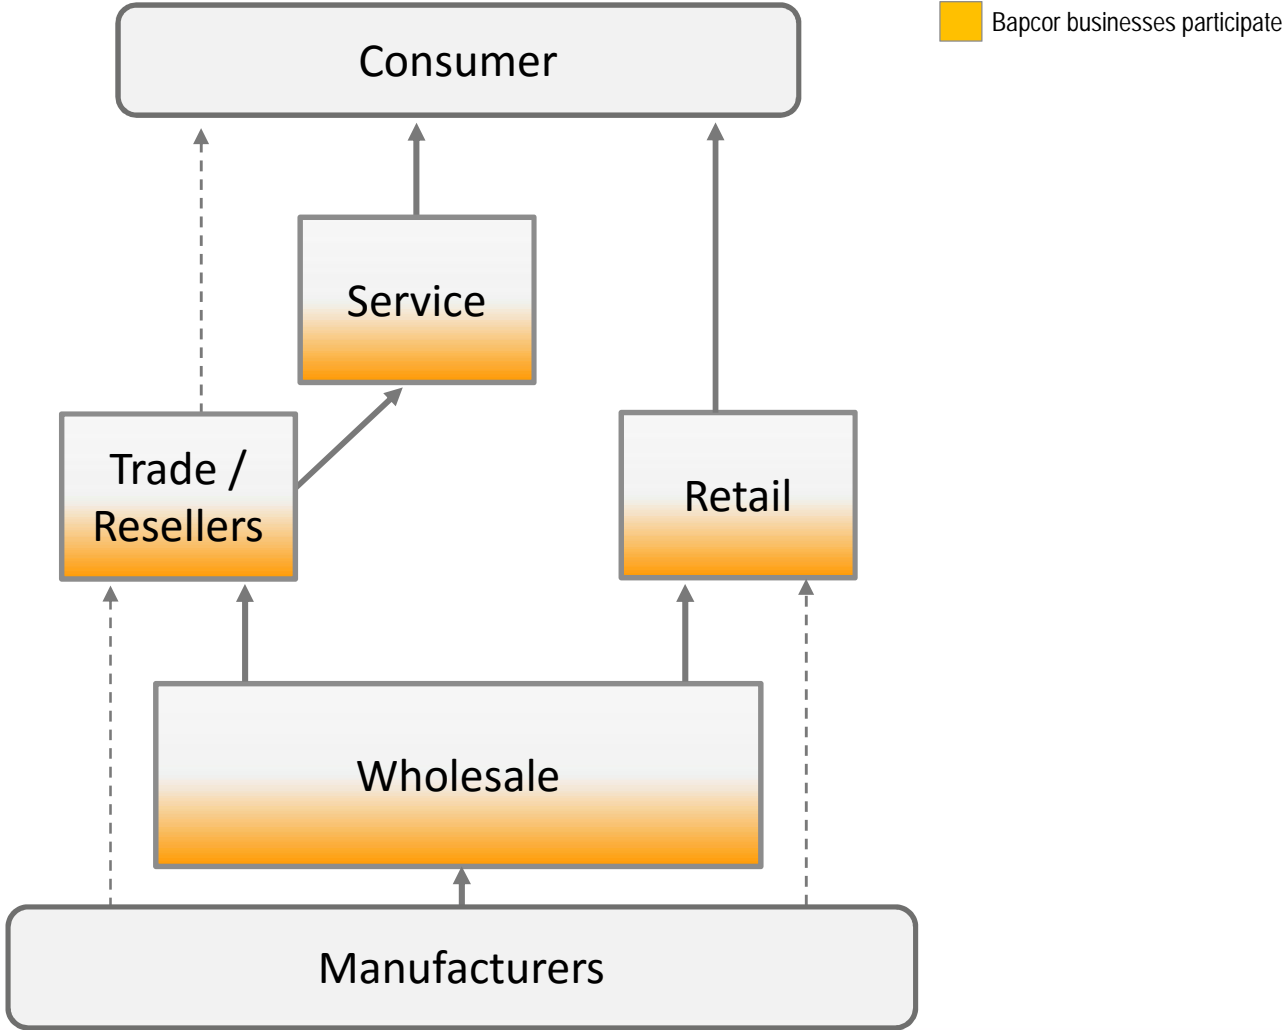 Bapcor businesses participate
Consumer
Service
Trade /
Resellers
Retail
Wholesale
Manufacturers